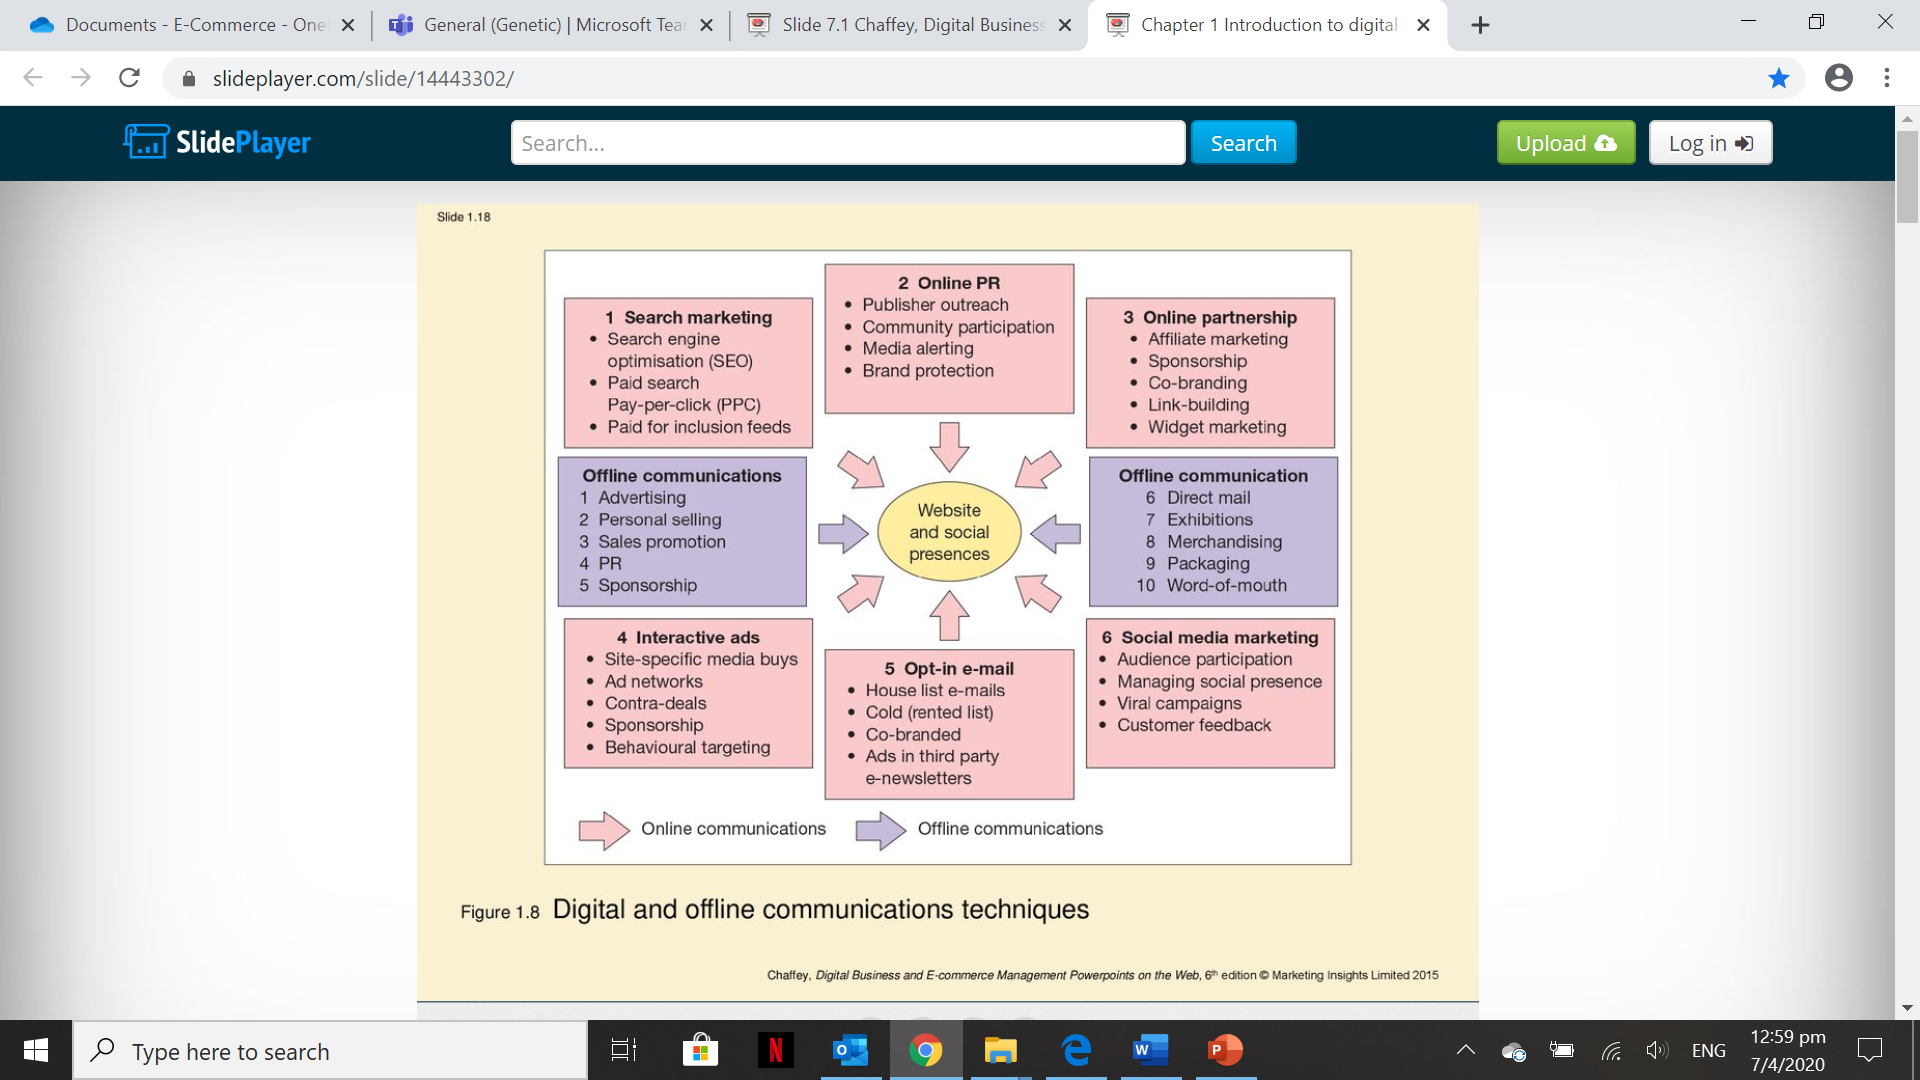 Documents - E-Commerce - One
General (Genetic) | Microsoft Tea
Slide 7.1 Chaffey, Digital Business
Chapter 1 Introduction to digital
slideplayer.com/slide/14443302/
SlidePlayer
Search...
Search
Upload
Log in
Slide 1.18
1 Search marketing
• Search engine
optimisation (SEO)
• Paid search
Pay-per-click (PPC)
• Paid for inclusion feeds
2 Online PR
• Publisher outreach
• Community participation
• Media alerting
• Brand protection
3 Online partnership
• Affiliate marketing
• Sponsorship
• Co-branding
• Link-building
• Widget marketing
Offline communications
1 Advertising
2 Personal selling
3 Sales promotion
4 PR
5 Sponsorship
Website
and social
presences
Offline communication
6 Direct mail
7 Exhibitions
8 Merchandising
9 Packaging
10 Word-of-mouth
4 Interactive ads
• Site-specific media buys
• Ad networks
• Contra-deals
• Sponsorship
• Behavioural targeting
5 Opt-in e-mail
• House list e-mails
• Cold (rented list)
• Co-branded
• Ads in third party
e-newsletters
6 Social media marketing
• Audience participation
• Managing social presence
• Viral campaigns
• Customer feedback
Online communications
Offline communications
Figure 1.8 Digital and offline communications techniques
Chaffey, Digital Business and E-commerce Management Powerpoints on the Web, 6th edition © Marketing Insights Limited 2015
Type here to search
ENG
12:59 pm
7/4/2020